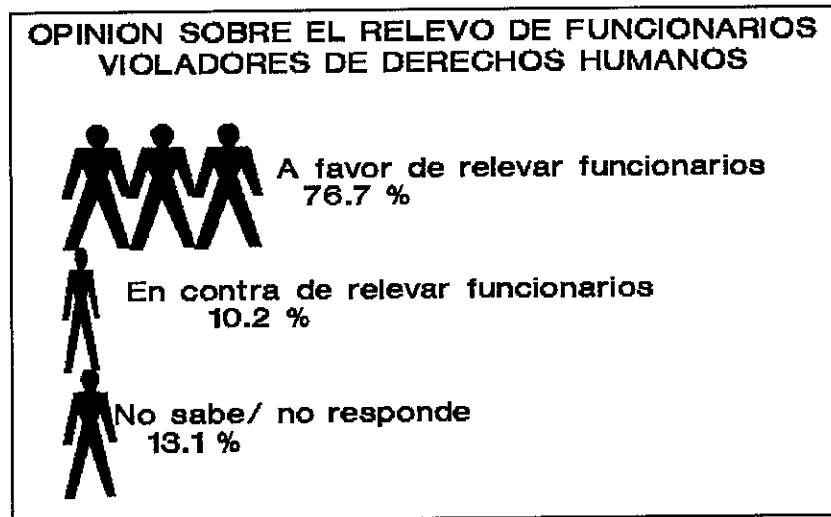 OPINION SOBRE EL RELEVO DE FUNCIONARIOS
VIOLADORES DE DERECHOS HUMANOS
A favor de relevar funcionarios
76.7 %
En contra de relevar funcionarios
10.2 %
No sabe/ no responde
13.1 %